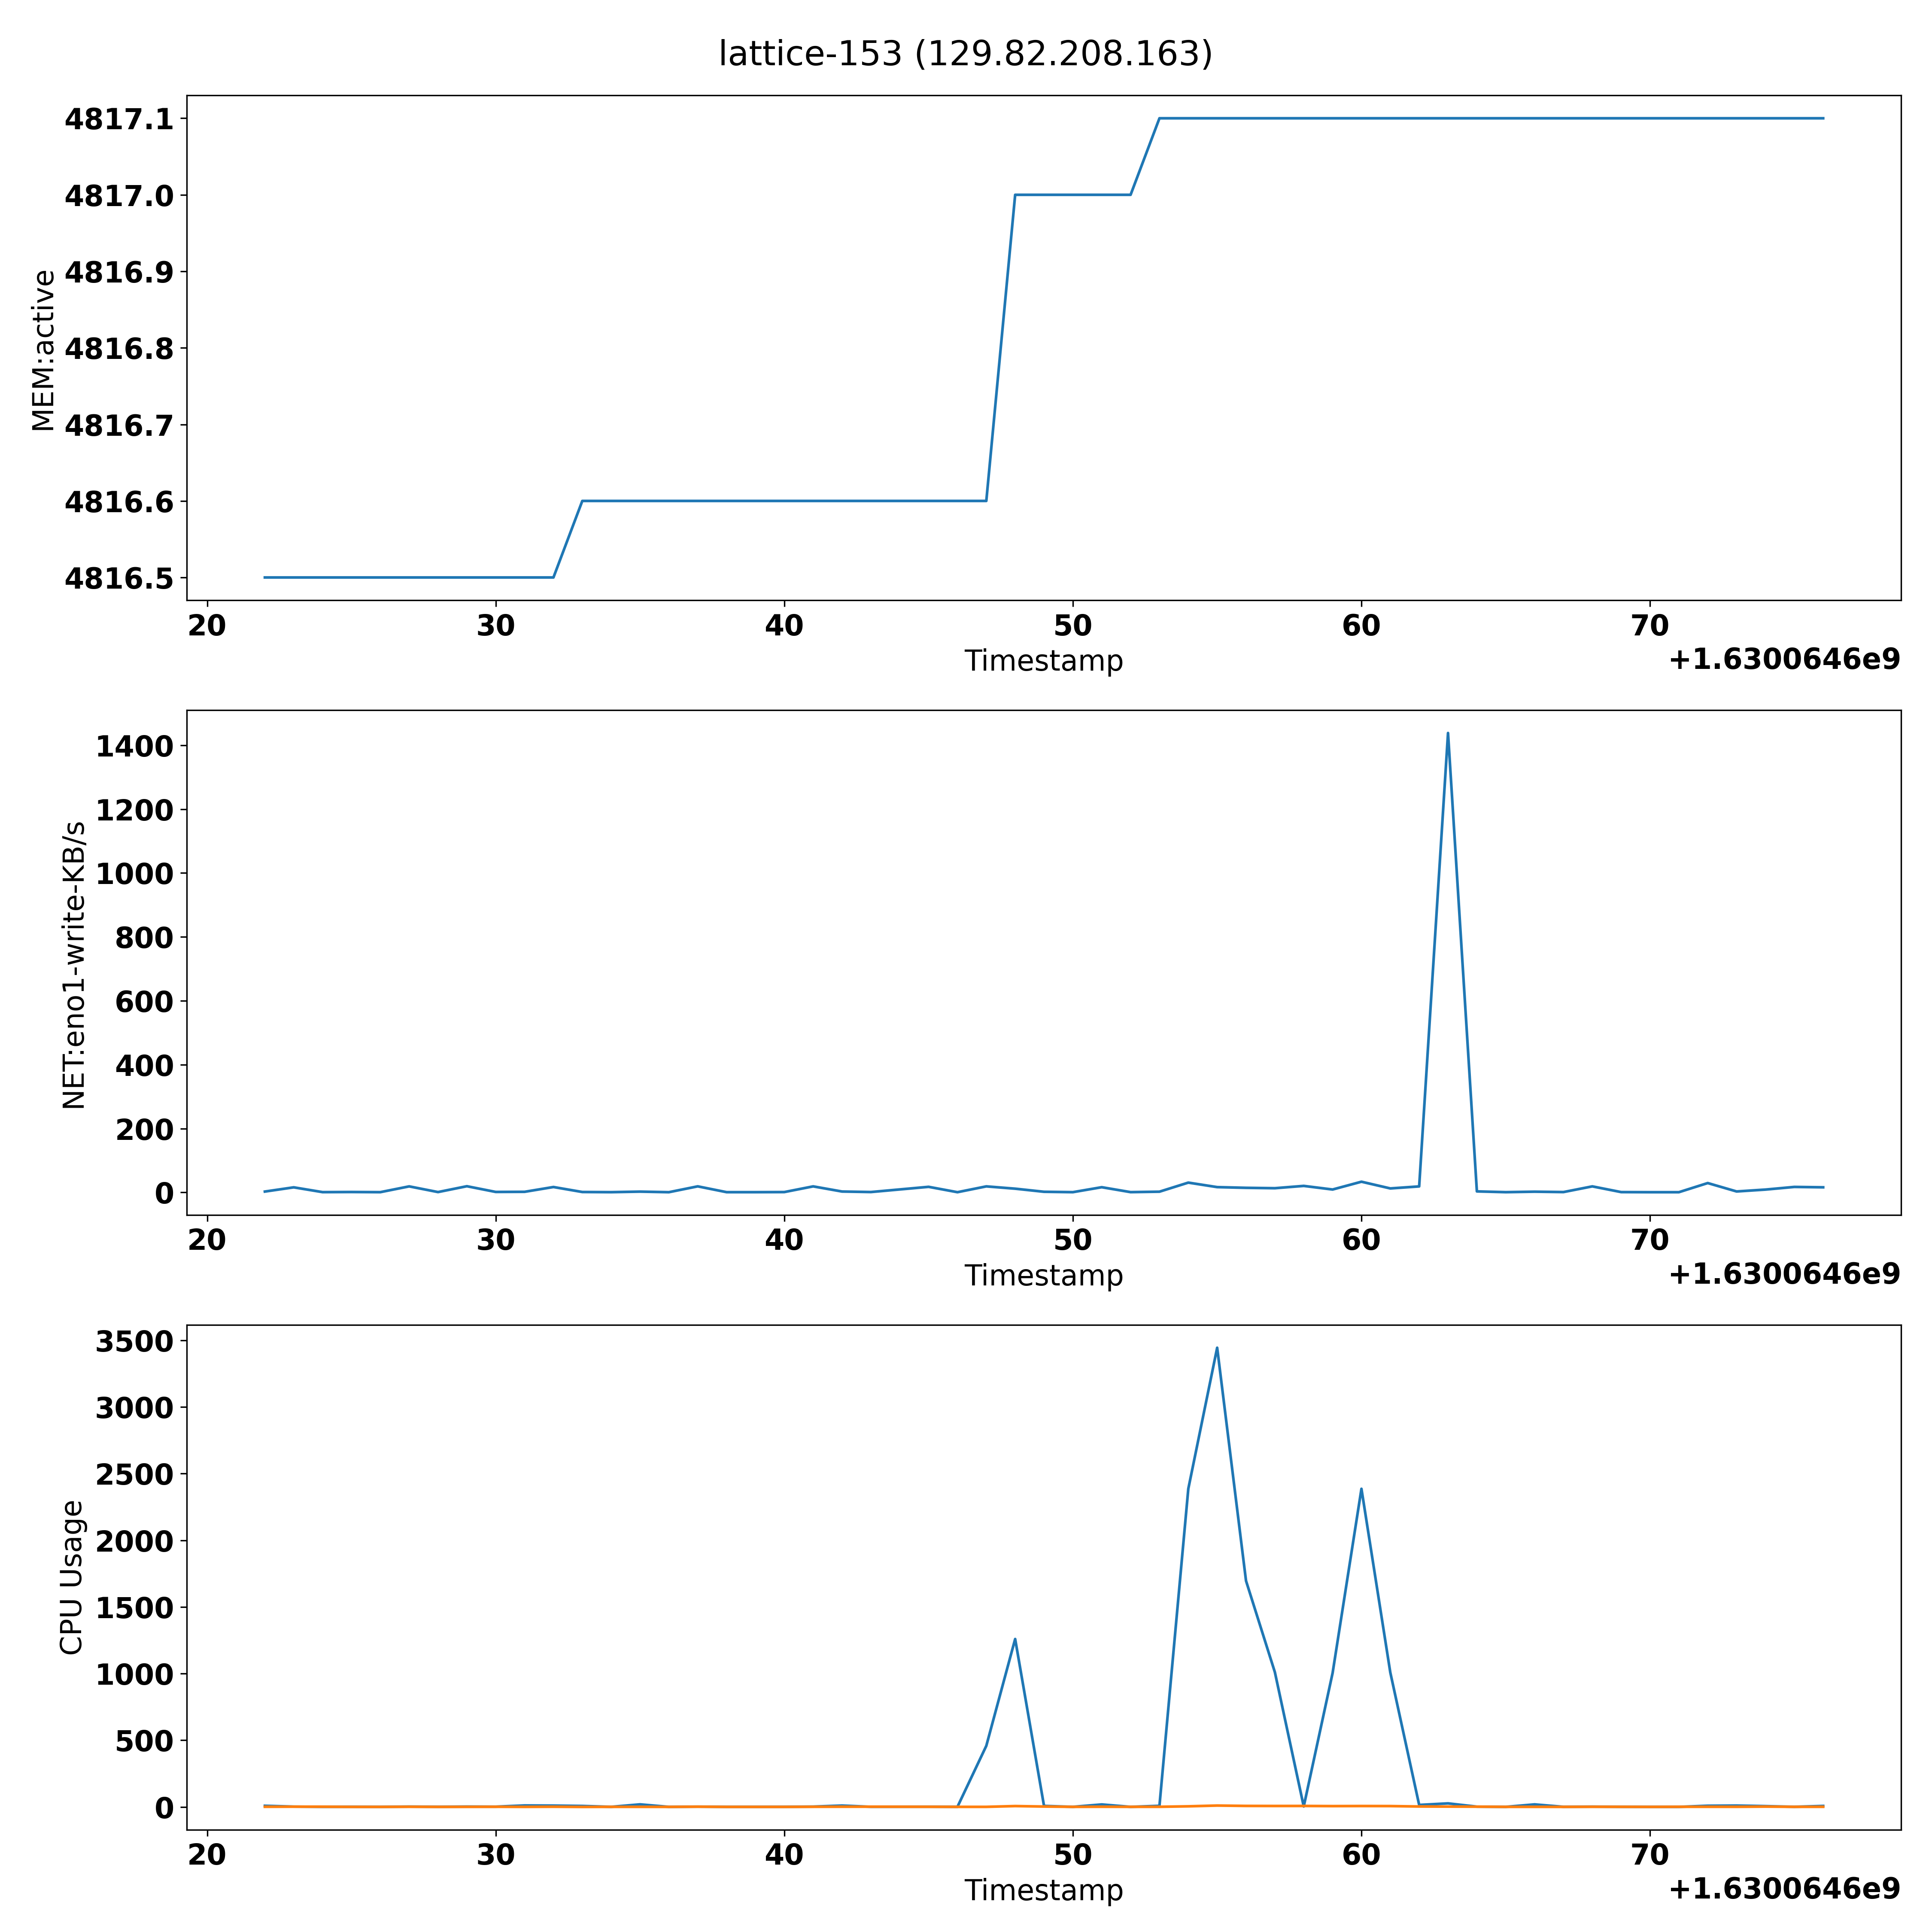 lattice-153 (129.82.208.163)
4817.1
4817.0
4816.9
4816.8
4816.7
4816.6
4816.5
MEM:active
20 30 40 50 60 70
Timestamp
+1.6300646e9
1400
1200
1000
800
600
400
200
0
NET:eno1-write-KB/s
20 30 40 50 60 70
Timestamp
+1.6300646e9
3500
3000
2500
2000
1500
1000
500
0
CPU Usage
20 30 40 50 60 70
Timestamp
+1.6300646e9